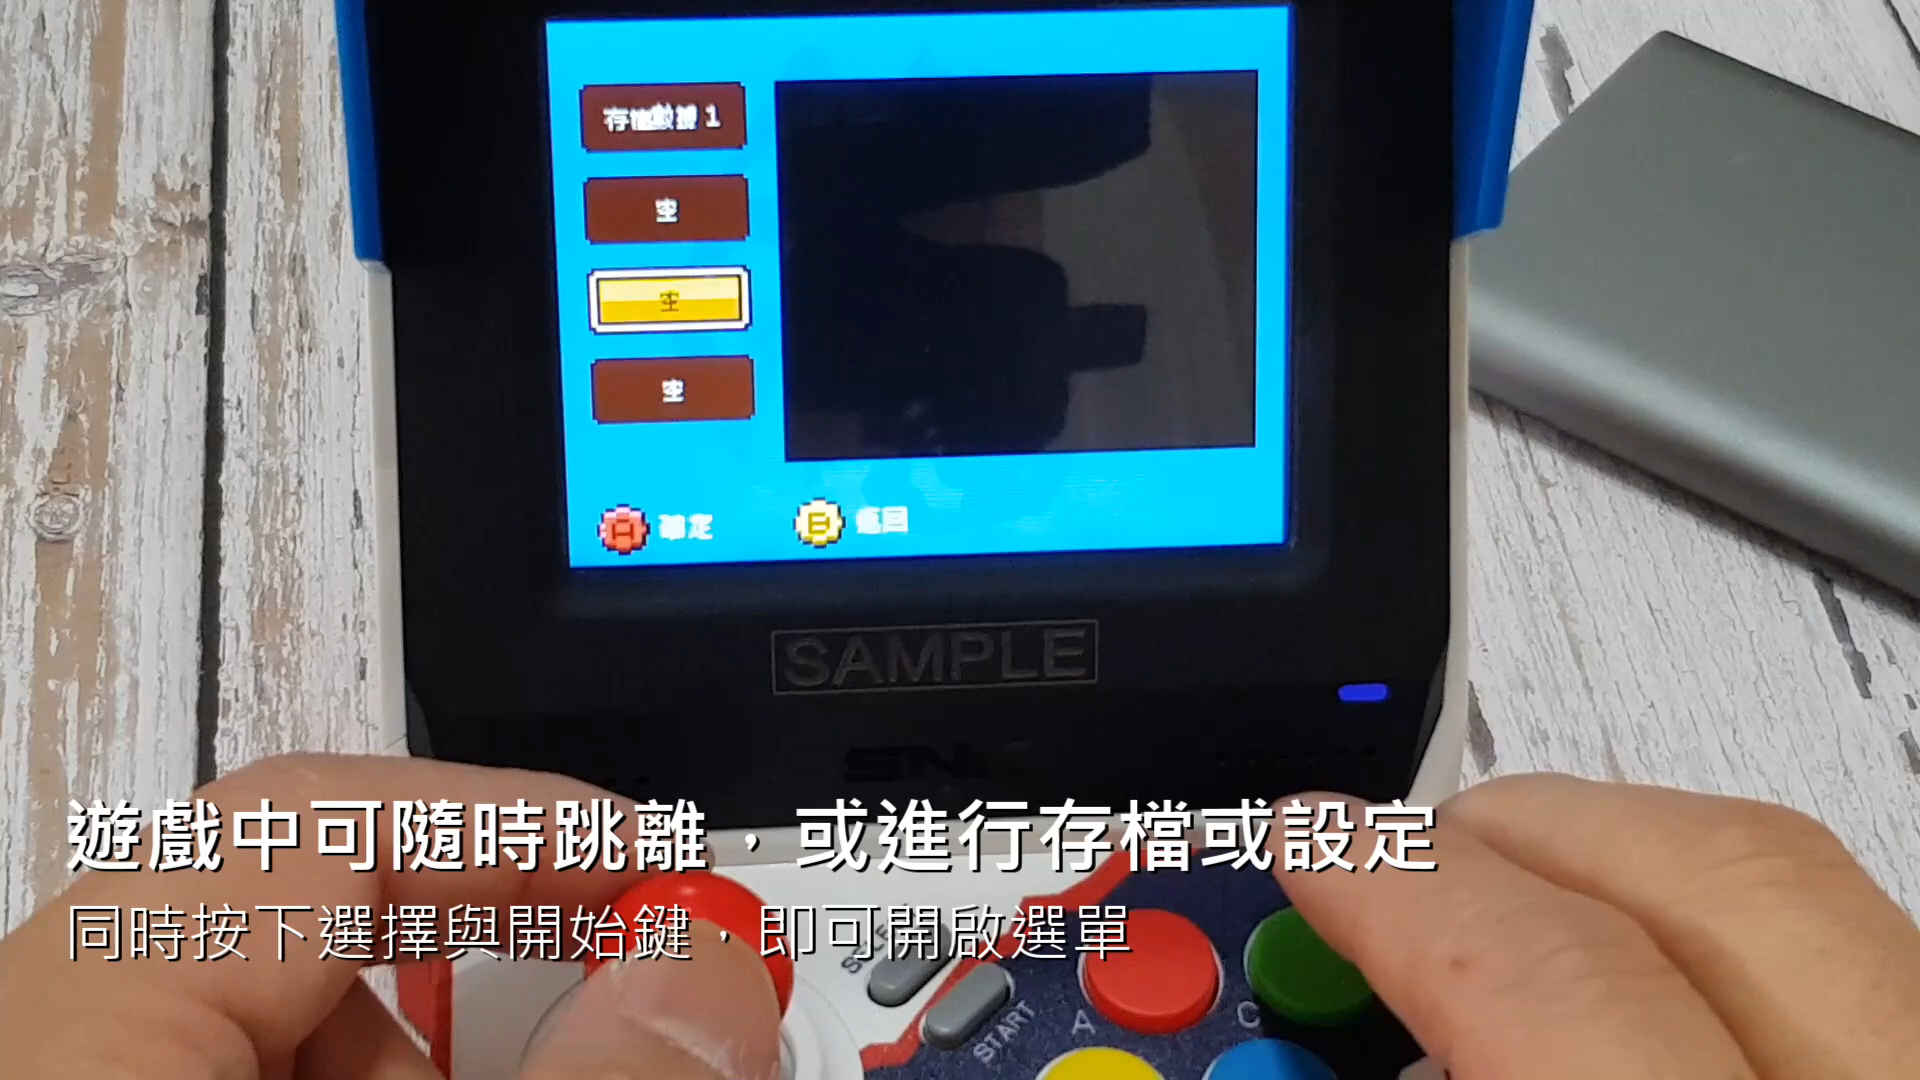 存儲數據 1
空
空
空
A 確定
B 返回
SAMPLE
SNK
遊戲中可隨時跳離，或進行存檔或設定
同時按下選擇與開始鍵，即可開啟選單
START
A
C